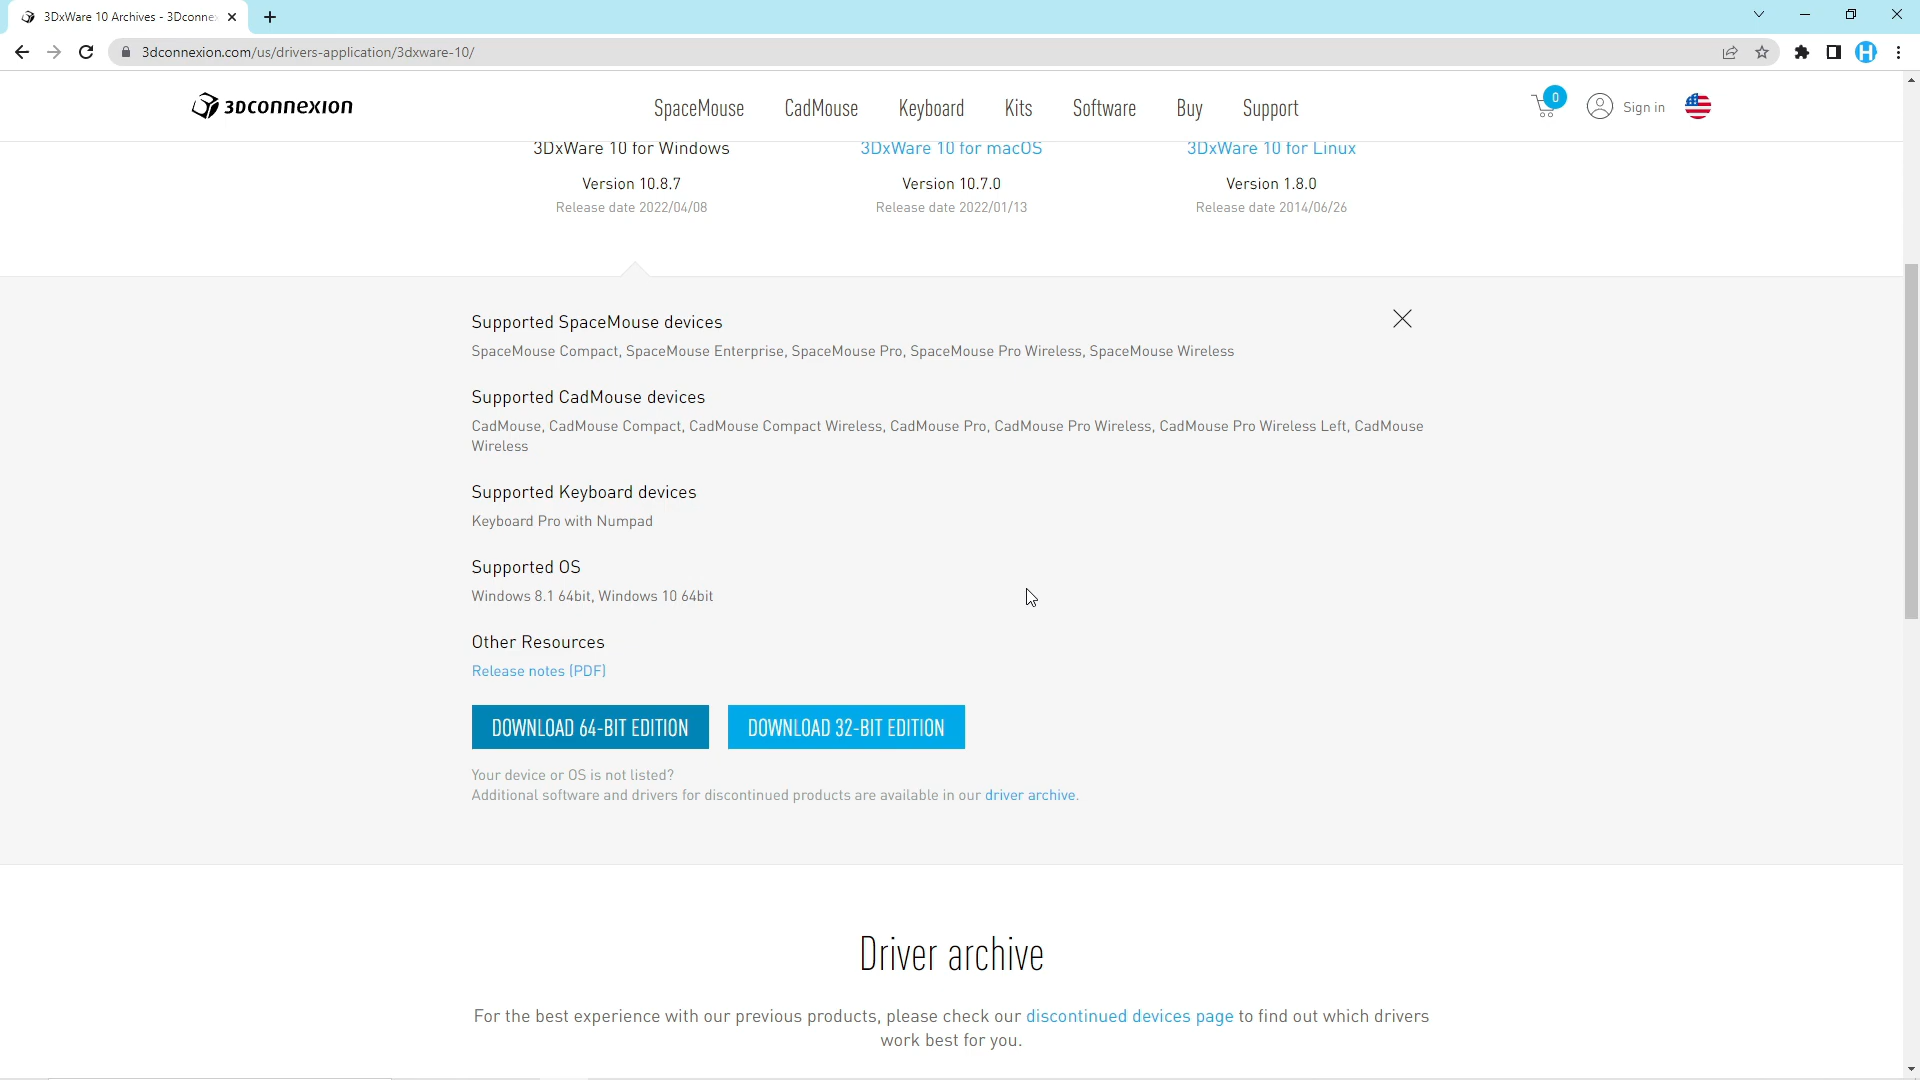 3DxWare 10 Archives - 3Dconnex
3dconnexion.com/us/drivers-application/3dxware-10/
H
3Dconnexion
SpaceMouse CadMouse Keyboard Kits Software Buy Support
0
Sign in
3DxWare 10 for Windows 3DxWare 10 for macOS 3DxWare 10 for Linux
Version 10.8.7 Version 10.7.0 Version 1.8.0
Release date 2022/04/08 Release date 2022/01/13 Release date 2014/06/26
Supported SpaceMouse devices
SpaceMouse Compact, SpaceMouse Enterprise, SpaceMouse Pro, SpaceMouse Pro Wireless, SpaceMouse Wireless
Supported CadMouse devices
CadMouse, CadMouse Compact, CadMouse Compact Wireless, CadMouse Pro, CadMouse Pro Wireless, CadMouse Pro Wireless Left, CadMouse
Wireless
Supported Keyboard devices
Keyboard Pro with Numpad
Supported OS
Windows 8.1 64bit, Windows 10 64bit
Other Resources
Release notes (PDF)
DOWNLOAD 64-BIT EDITION DOWNLOAD 32-BIT EDITION
Your device or OS is not listed?
Additional software and drivers for discontinued products are available in our driver archive.
Driver archive
For the best experience with our previous products, please check our discontinued devices page to find out which drivers
work best for you.